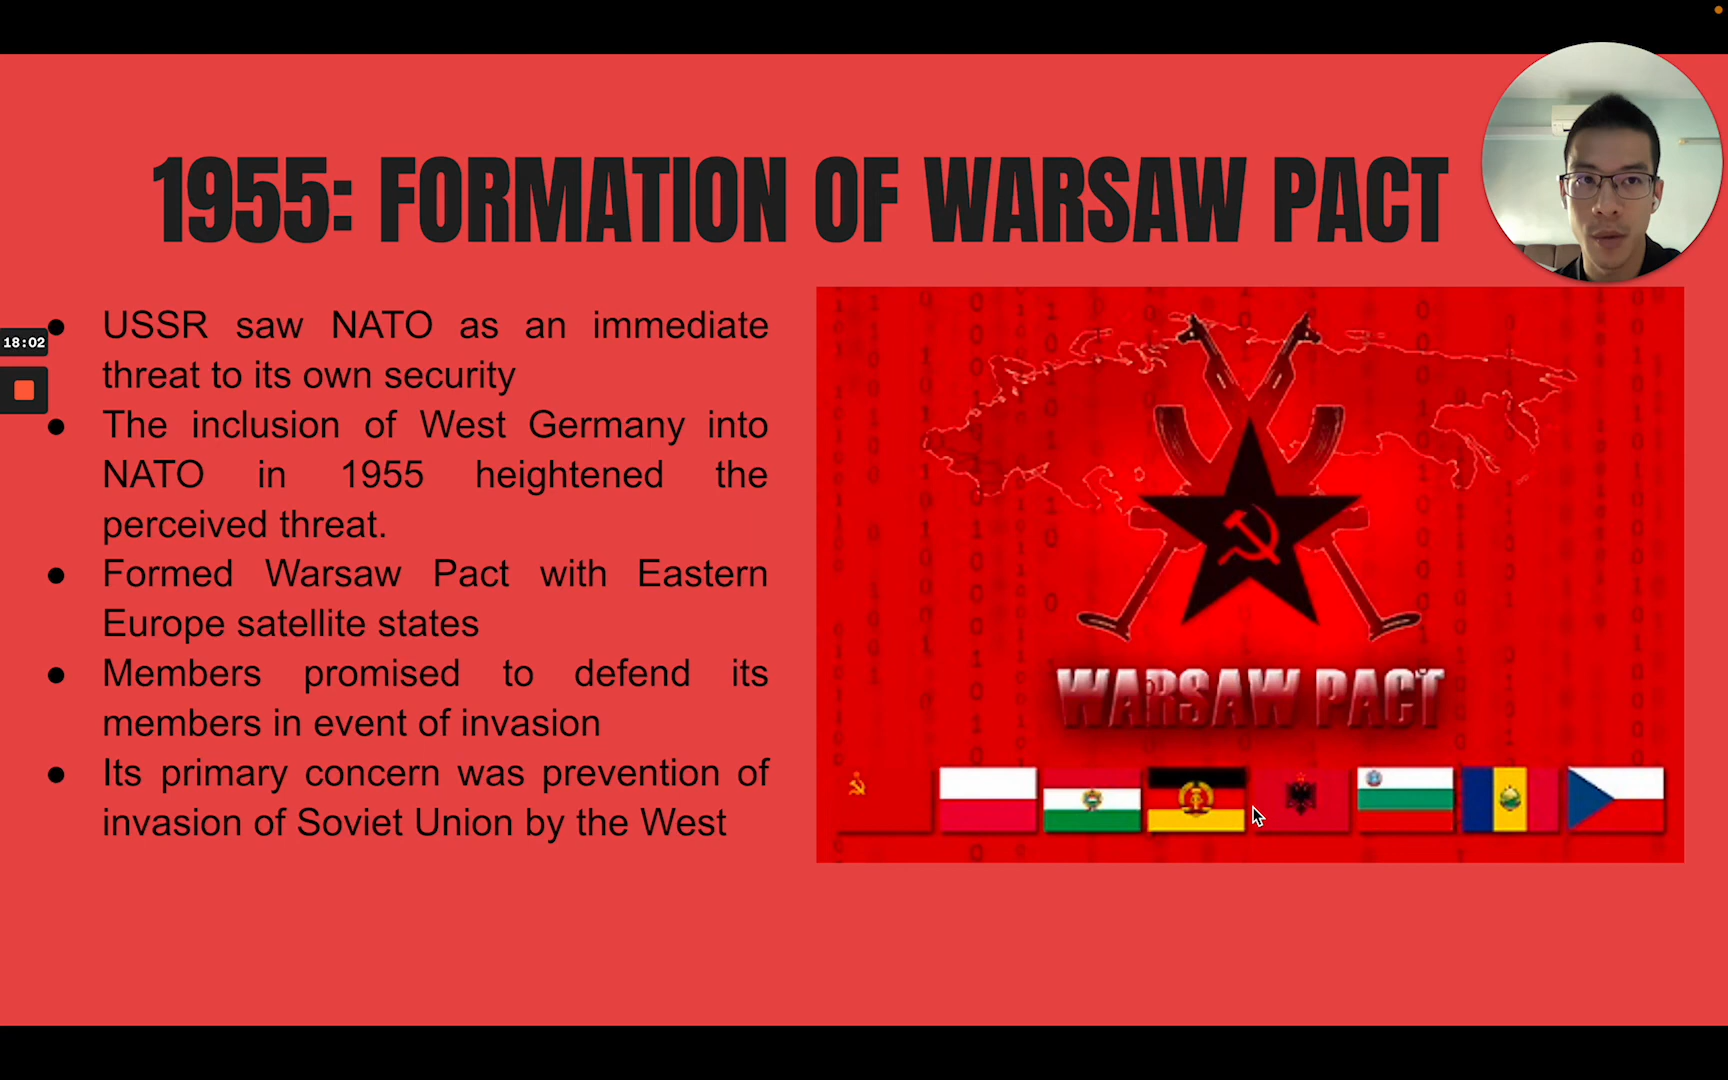 1955: FORMATION OF WARSAW PACT
● USSR saw NATO as an immediate
threat to its own security
18:02
● The inclusion of West Germany into
NATO in 1955 heightened the
perceived threat.
● Formed Warsaw Pact with Eastern
Europe satellite states
● Members promised to defend its
members in event of invasion
● Its primary concern was prevention of
invasion of Soviet Union by the West
WARSAW PACT